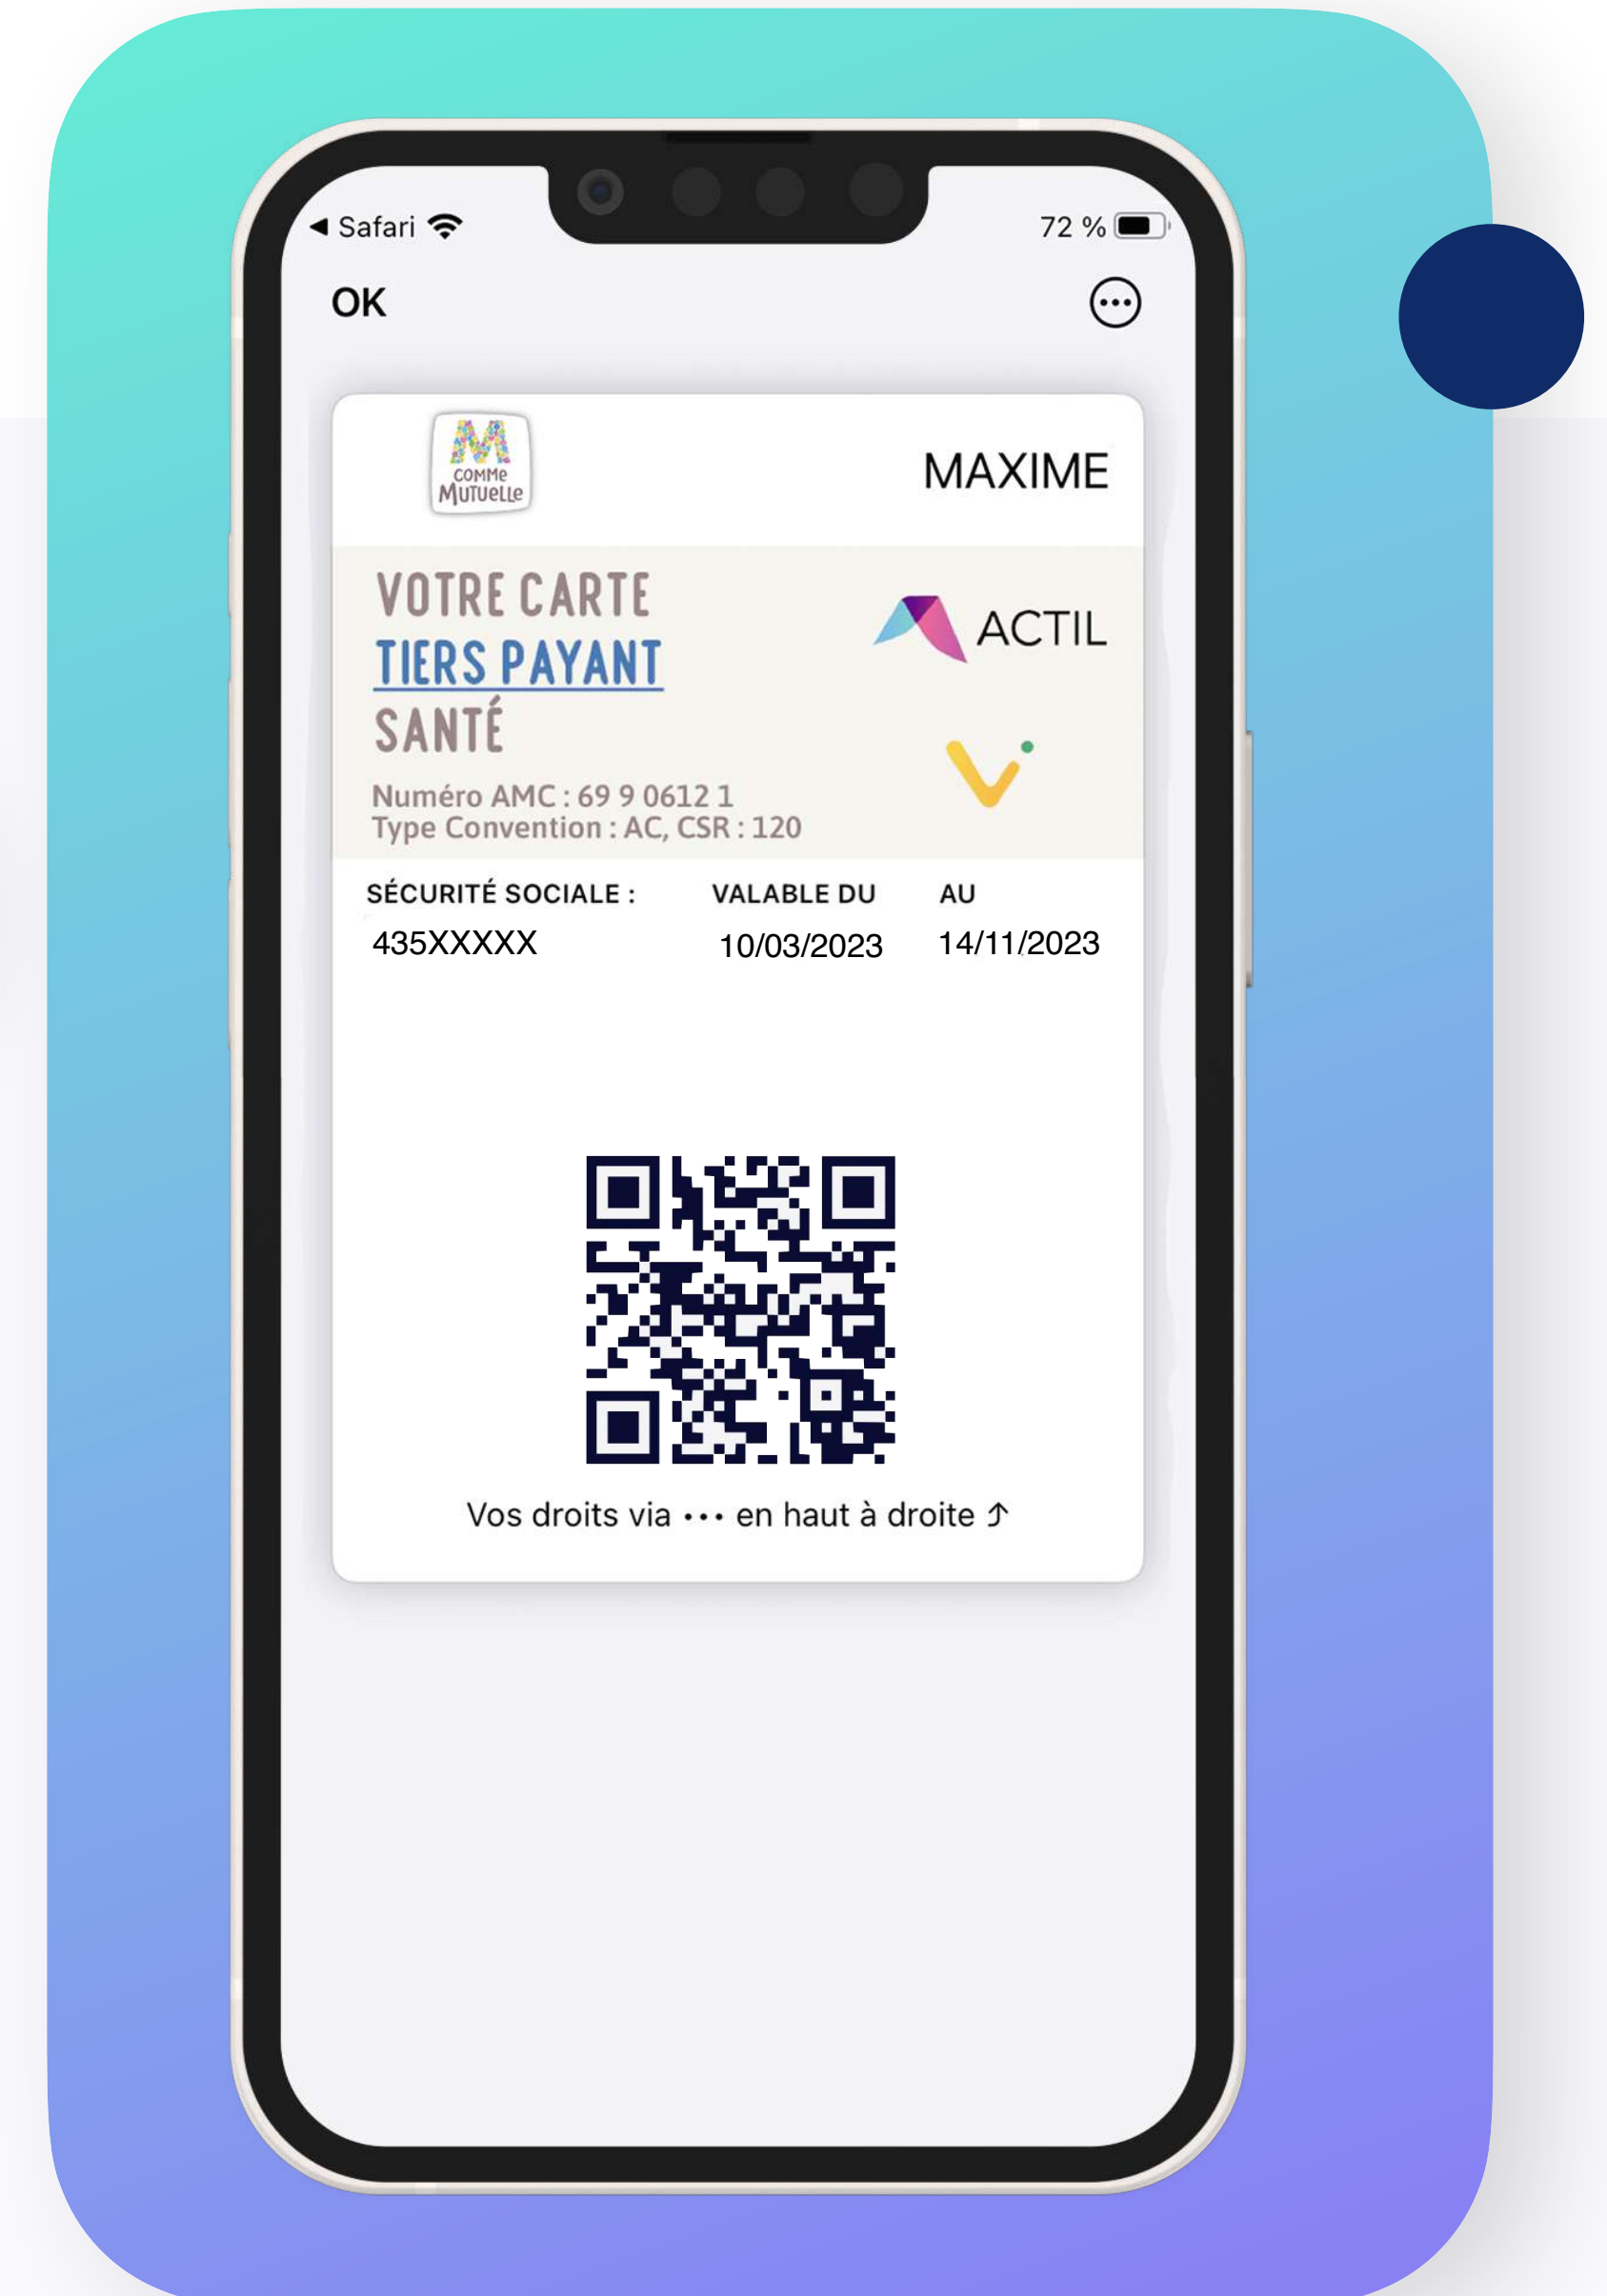 Safari
72 %
OK
M
COMMe
MUTUeLLe
MAXIME
VOTRE CARTE
TIERS PAYANT
SANTÉ
ACTIL
Numéro AMC : 69 9 0612 1
Type Convention : AC, CSR : 120
SÉCURITÉ SOCIALE : VALABLE DU AU
435XXXXX 10/03/2023 14/11/2023
Vos droits via ••• en haut à droite ⤴